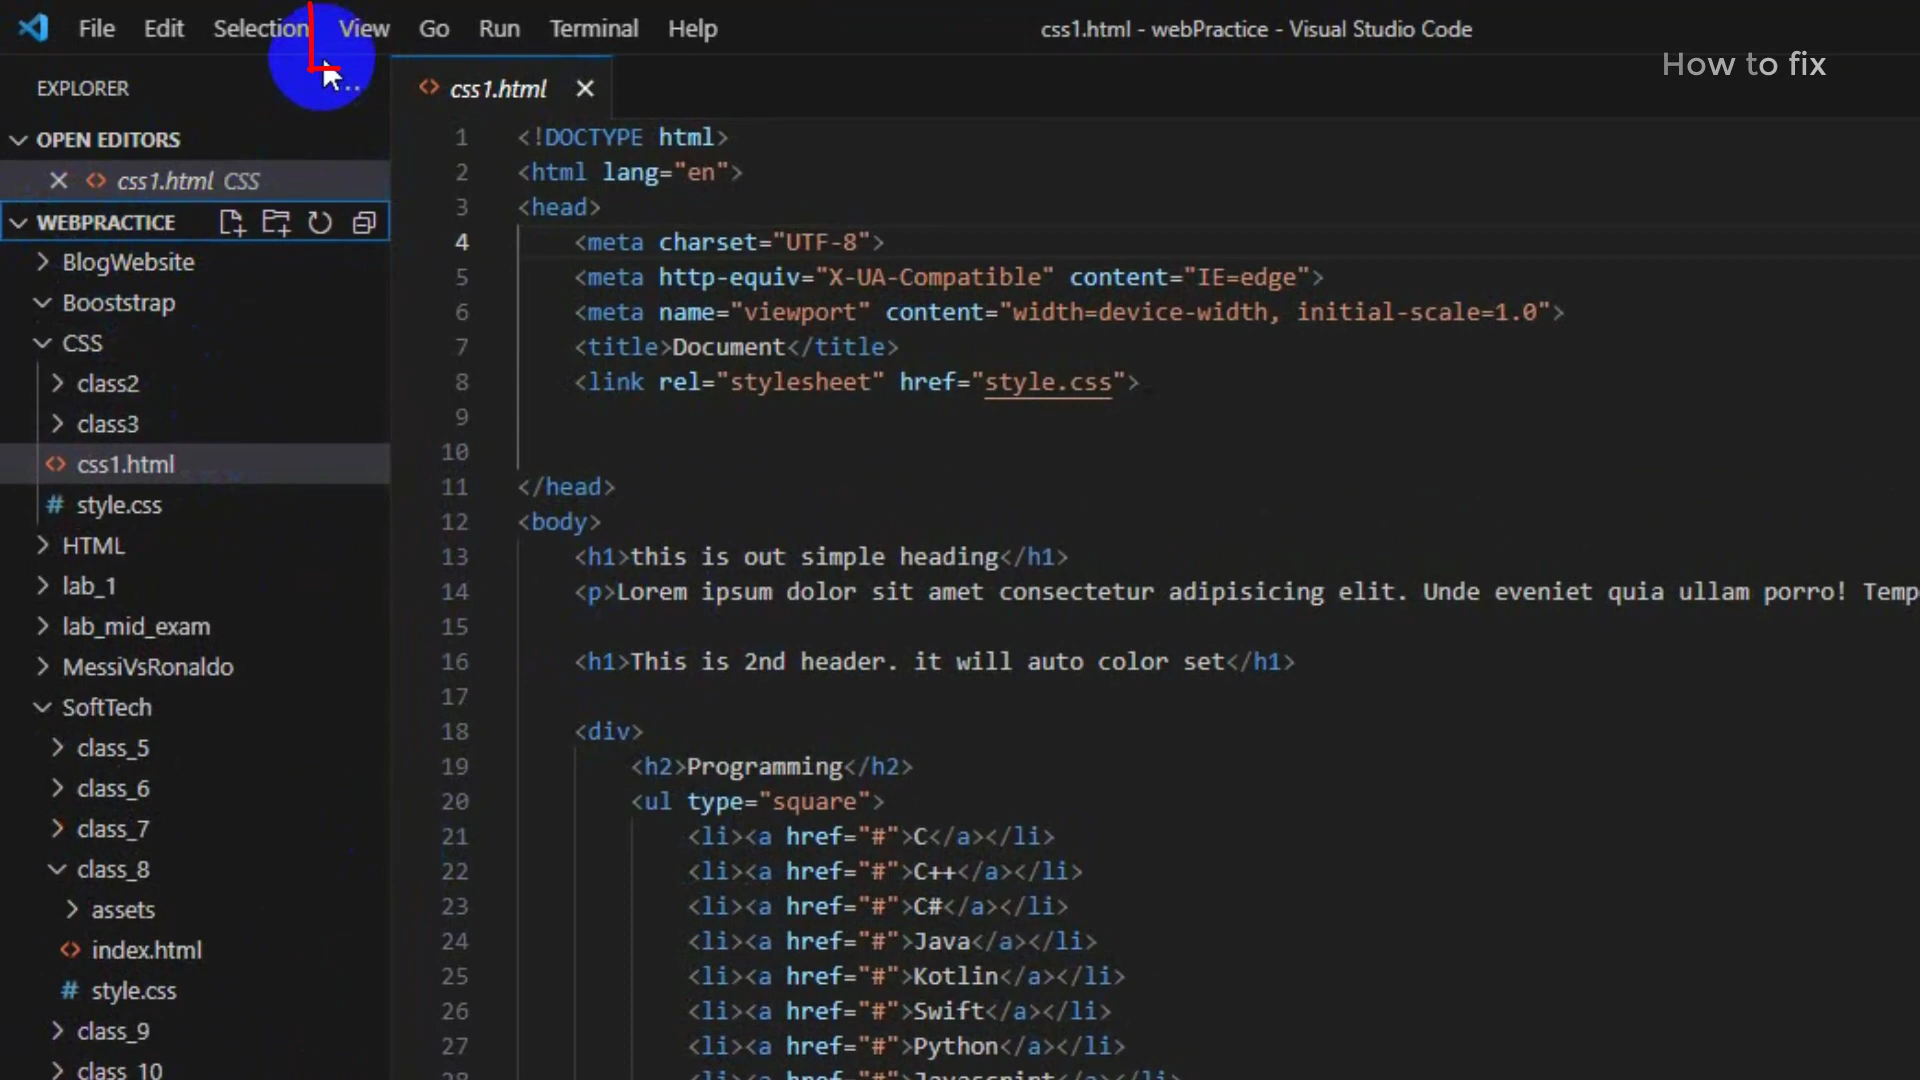 File Edit Selection View Go Run Terminal Help
css1.html - webPractice - Visual Studio Code
How to fix
EXPLORER
OPEN EDITORS
css1.html CSS
WEBPRACTICE
BlogWebsite
Booststrap
CSS
class2
class3
css1.html
# style.css
HTML
lab_1
lab_mid_exam
MessiVsRonaldo
SoftTech
class_5
class_6
class_7
class_8
assets
index.html
# style.css
class_9
class_10
css1.html
1 <!DOCTYPE html>
2 <html lang="en">
3 <head>
4 <meta charset="UTF-8">
5 <meta http-equiv="X-UA-Compatible" content="IE=edge">
6 <meta name="viewport" content="width=device-width, initial-scale=1.0">
7 <title>Document</title>
8 <link rel="stylesheet" href="style.css">
9
10
11 </head>
12 <body>
13 <h1>this is out simple heading</h1>
14 <p>Lorem ipsum dolor sit amet consectetur adipisicing elit. Unde eveniet quia ullam porro! Temp
15
16 <h1>This is 2nd header. it will auto color set</h1>
17
18 <div>
19 <h2>Programming</h2>
20 <ul type="square">
21 <li><a href="#">C</a></li>
22 <li><a href="#">C++</a></li>
23 <li><a href="#">C#</a></li>
24 <li><a href="#">Java</a></li>
25 <li><a href="#">Kotlin</a></li>
26 <li><a href="#">Swift</a></li>
27 <li><a href="#">Python</a></li>
28 <li><a href="#">Javascript</a></li>